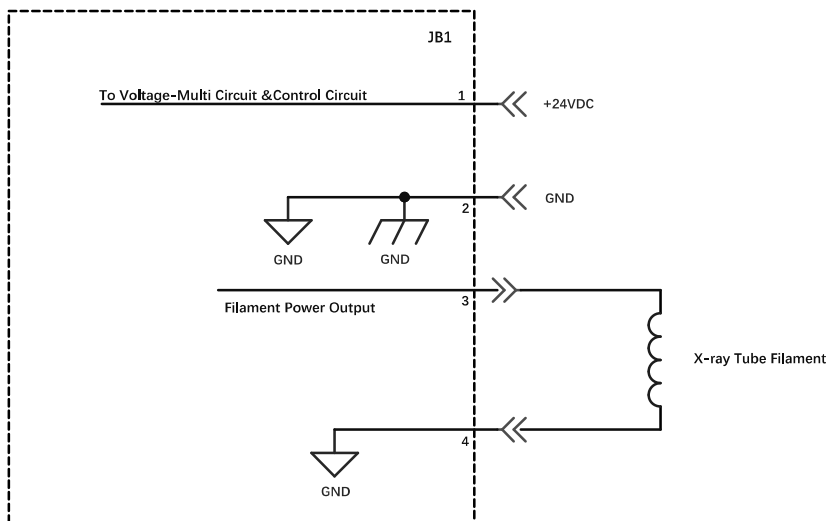 JB1
To Voltage-Multi Circuit &Control Circuit
1
+24VDC
2
GND
GND
GND
3
Filament Power Output
X-ray Tube Filament
4
GND